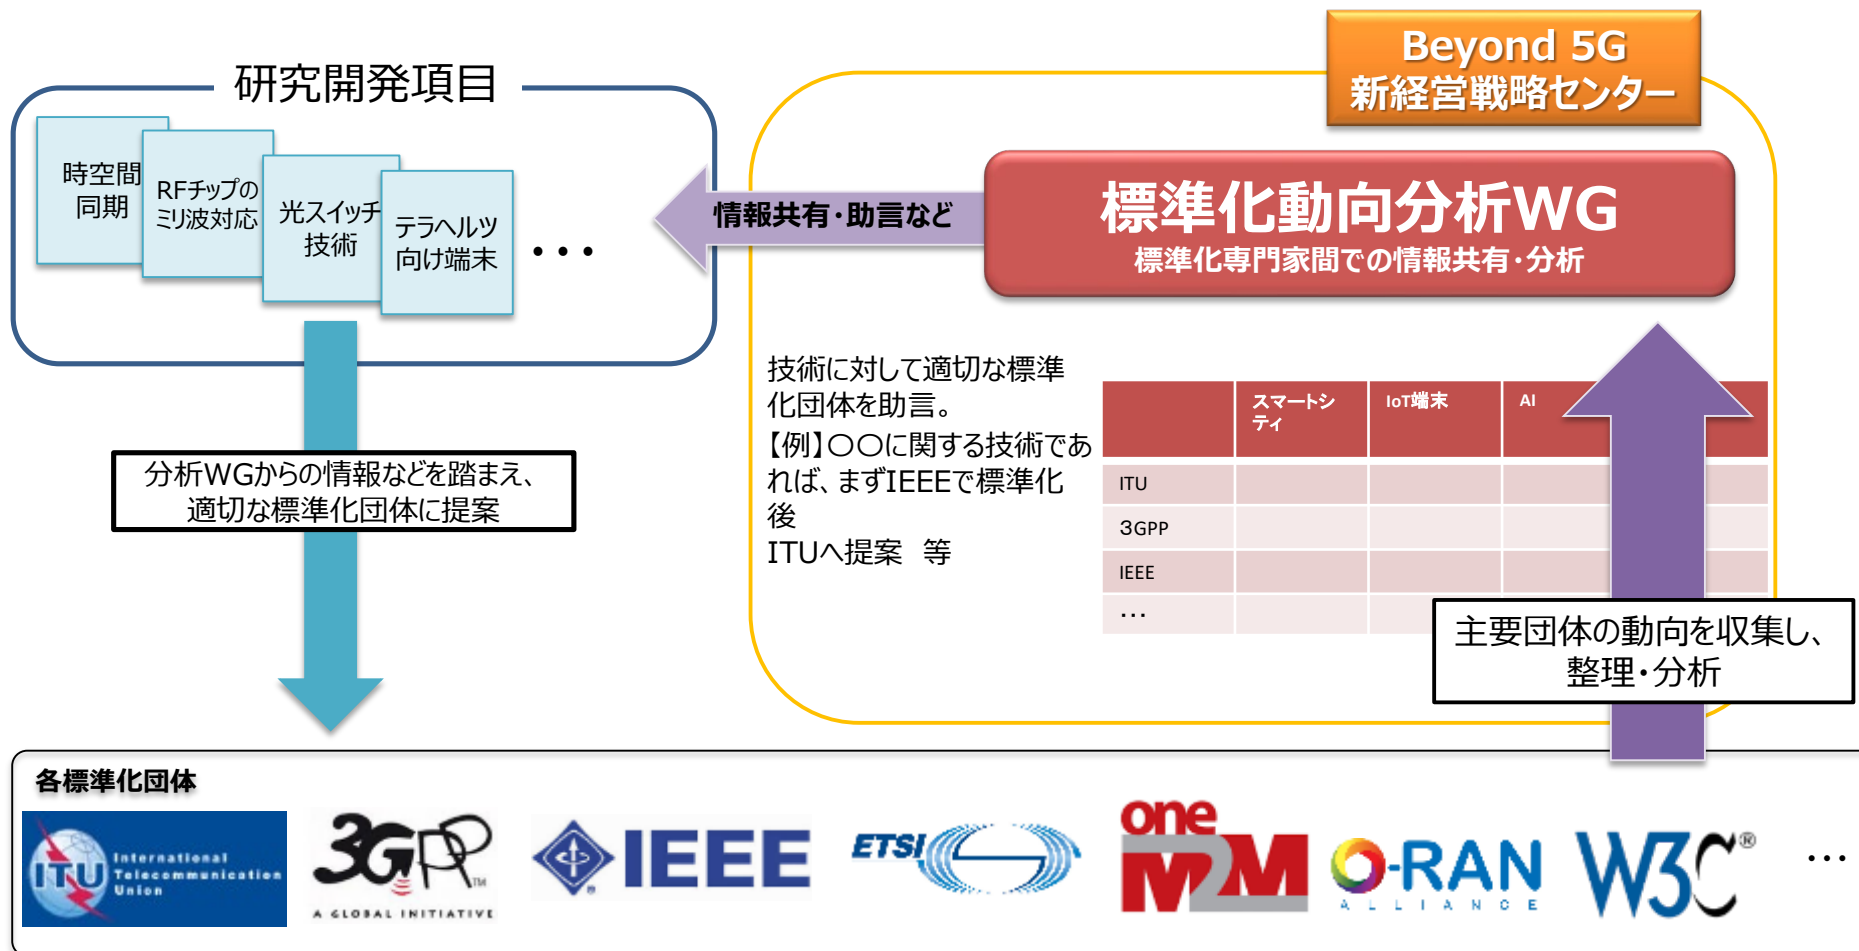 Beyond 5G
新経営戦略センター
研究開発項目
時空間
同期
RFチップの
ミリ波対応
光スイッチ
技術
テラヘルツ
向け端末
・・・
情報共有・助言など
標準化動向分析WG
標準化専門家間での情報共有・分析
技術に対して適切な標準
化団体を助言。
【例】〇〇に関する技術であ
れば、まずIEEEで標準化
後
ITUへ提案　等
スマートシ
ティ
IoT端末
AI
ITU
3GPP
IEEE
・・・
分析WGからの情報などを踏まえ、
適切な標準化団体に提案
主要団体の動向を収集し、
整理・分析
各標準化団体
ITU
International
Telecommunication
Union
3GPP TM
A GLOBAL INITIATIVE
IEEE ®
ETSI
one
M2M
O-RAN
ALLIANCE
W3C®
・・・